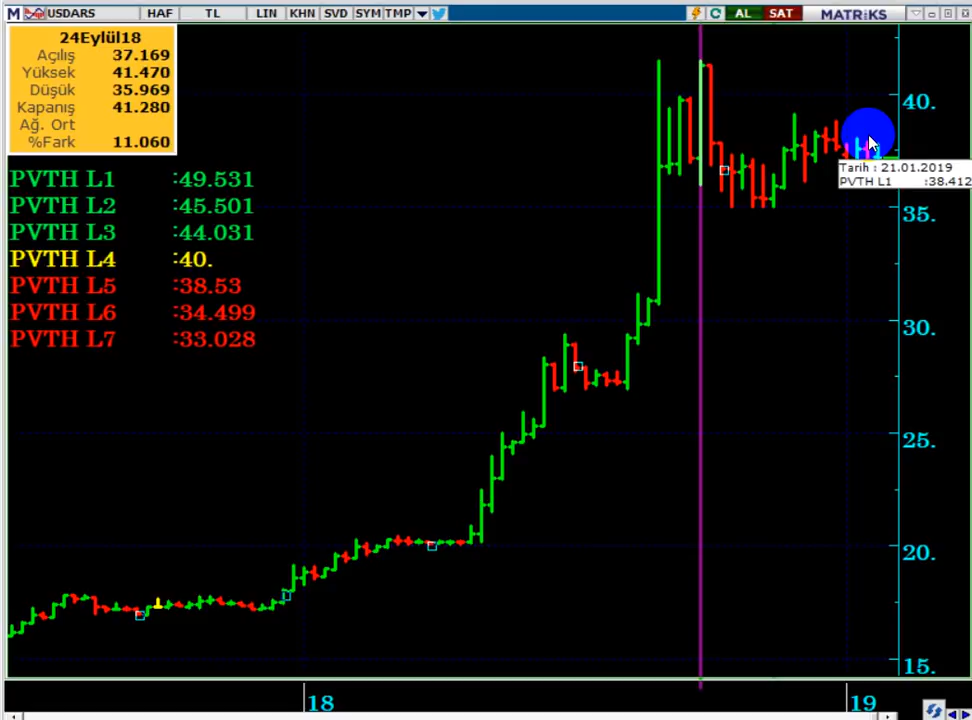 M USDARS HAF TL LIN KHN SVD SYM TMP AL SAT MATRiKS
24Eylül18
Açılış 37.169
Yüksek 41.470
Düşük 35.969
Kapanış 41.280
Ağ. Ort
%Fark 11.060
PVTH L1 :49.531
PVTH L2 :45.501
PVTH L3 :44.031
PVTH L4 :40.
PVTH L5 :38.53
PVTH L6 :34.499
PVTH L7 :33.028
40.
Tarih : 21.01.2019
PVTH L1 :38.412
35.
30.
25.
20.
15.
18
19